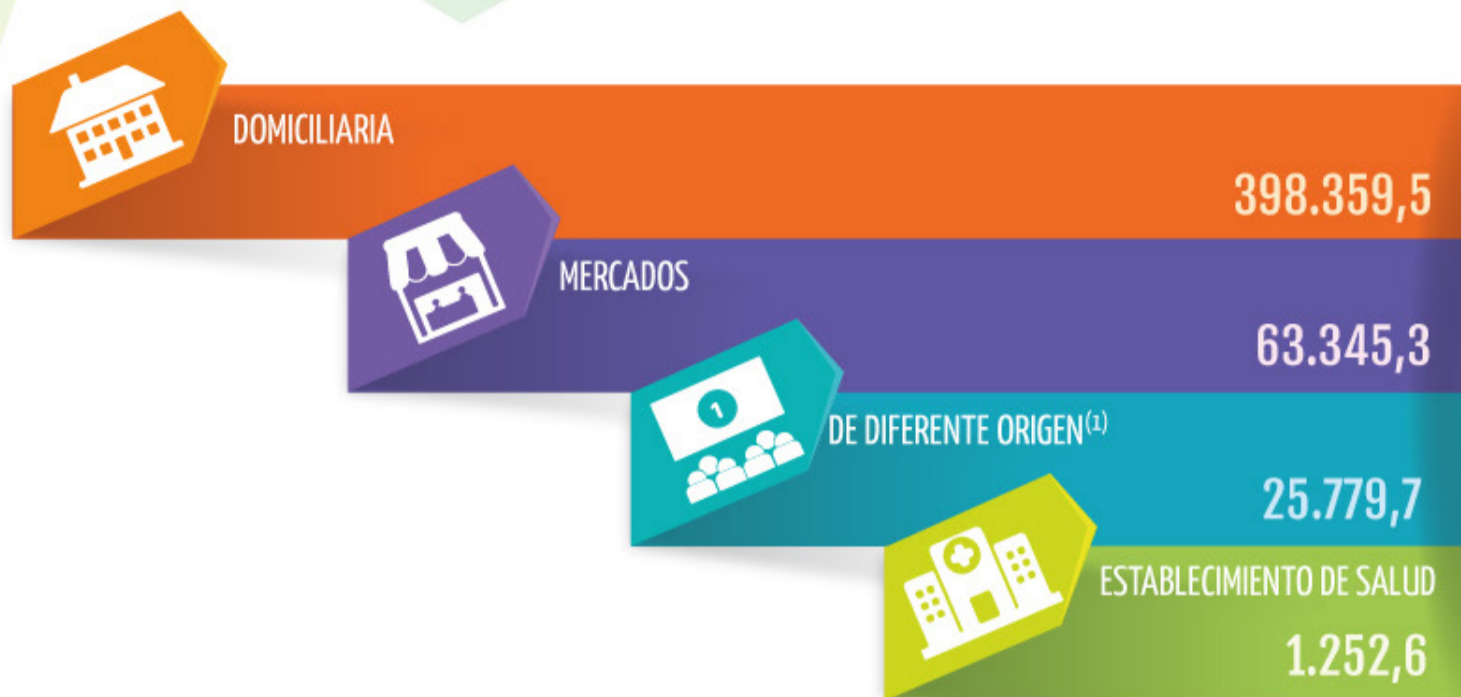 DOMICILIARIA
398.359,5
MERCADOS
63.345,3
1
DE DIFERENTE ORIGEN(1)
25.779,7
ESTABLECIMIENTO DE SALUD
1.252,6